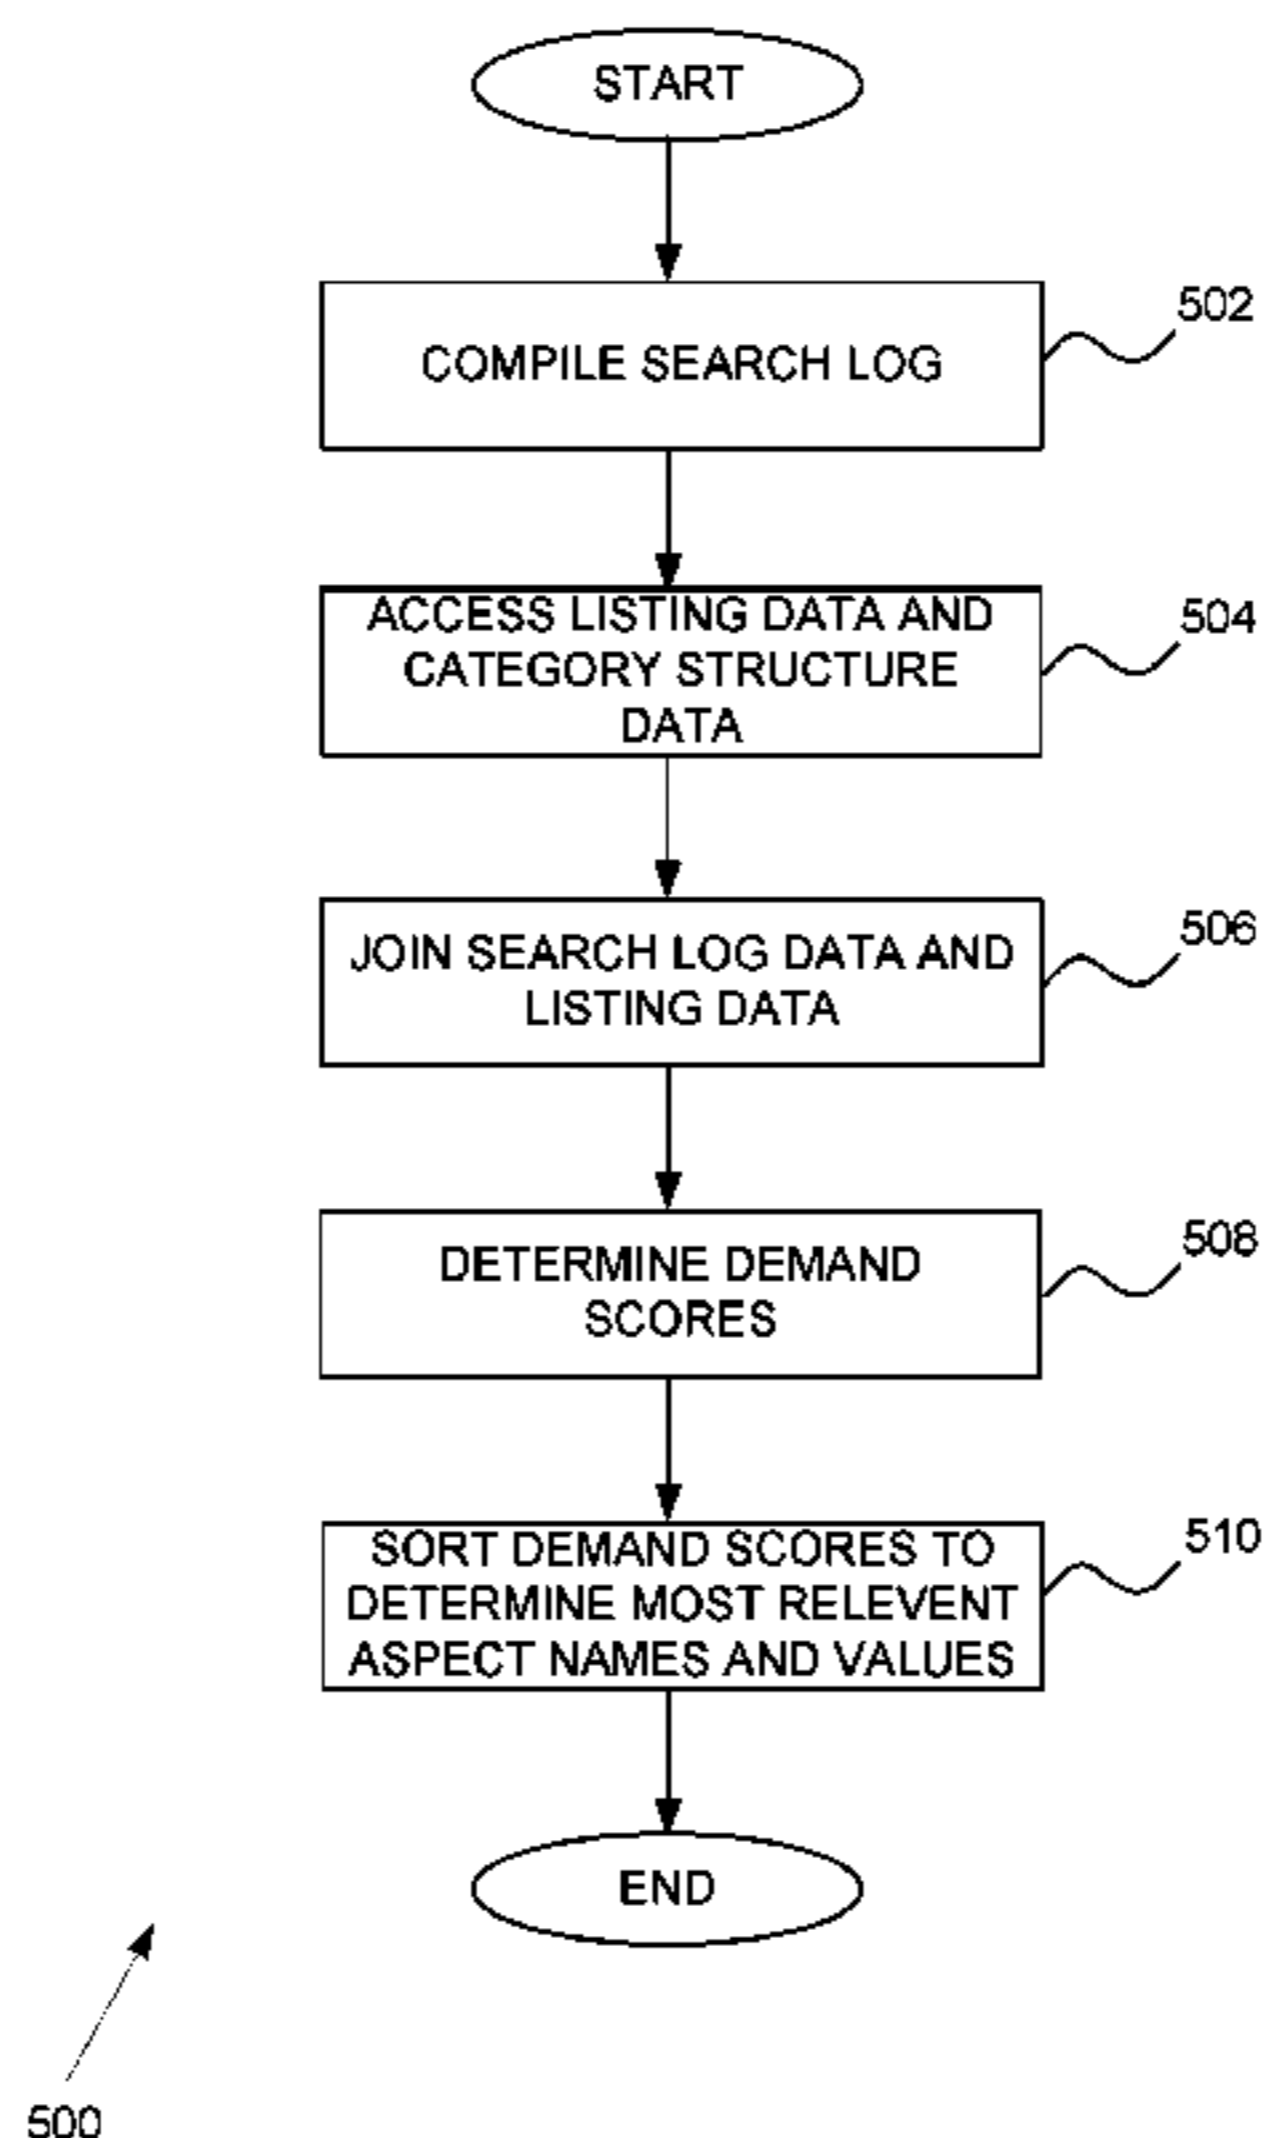 START
COMPILE SEARCH LOG
502
ACCESS LISTING DATA AND
CATEGORY STRUCTURE
DATA
504
JOIN SEARCH LOG DATA AND
LISTING DATA
506
DETERMINE DEMAND
SCORES
508
SORT DEMAND SCORES TO
DETERMINE MOST RELEVENT
ASPECT NAMES AND VALUES
510
END
500